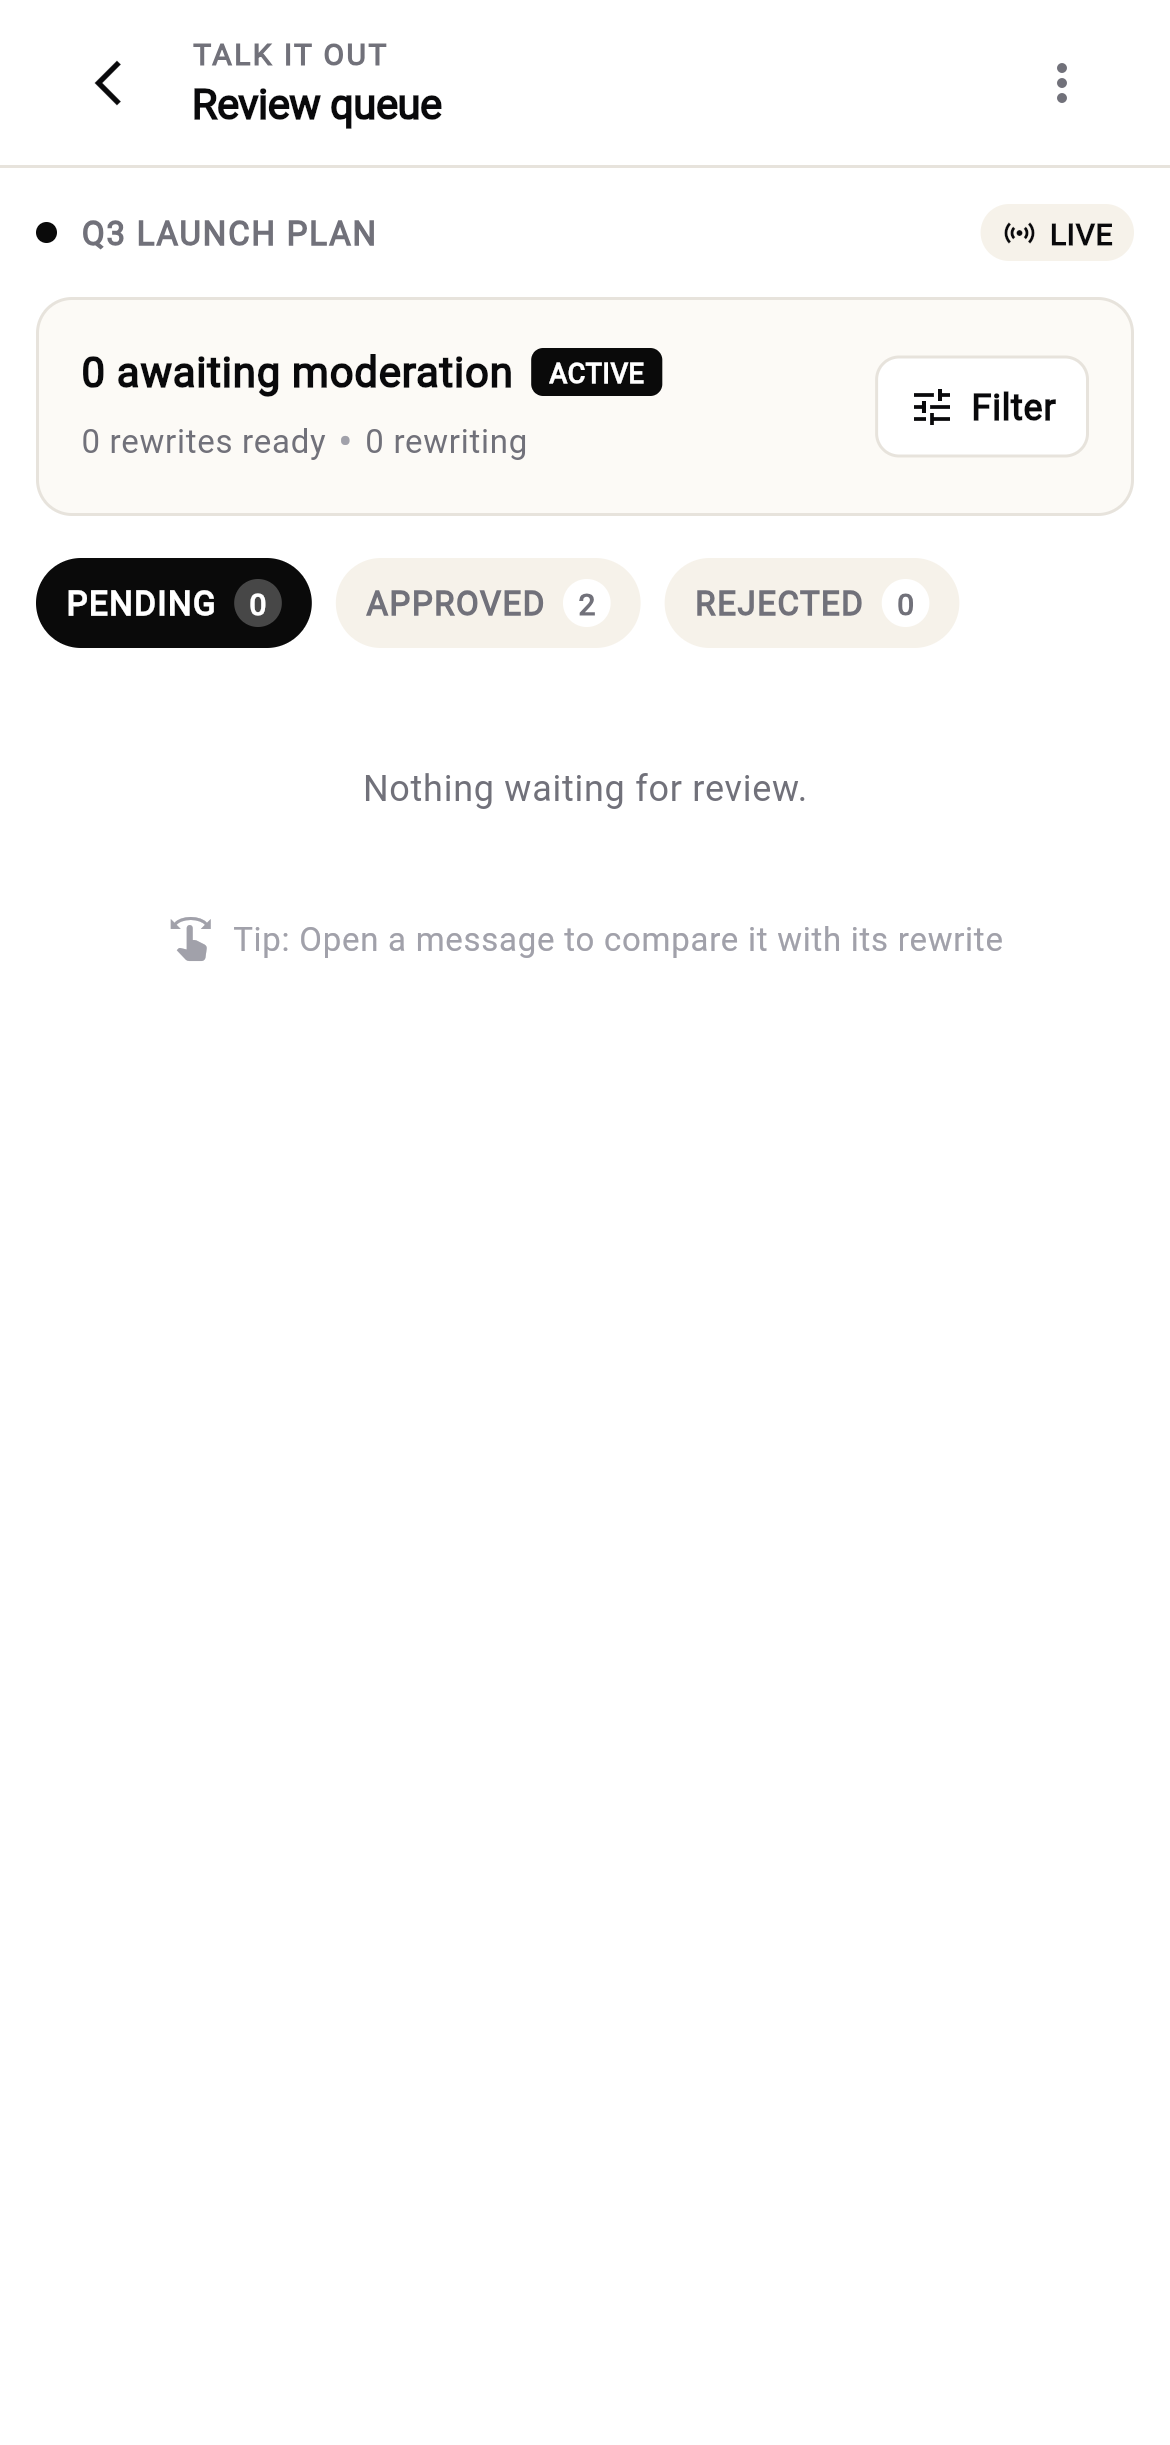 TALK IT OUT
Review queue
Q3 LAUNCH PLAN
LIVE
0 awaiting moderation ACTIVE
0 rewrites ready • 0 rewriting
Filter
PENDING 0 APPROVED 2 REJECTED 0
Nothing waiting for review.
Tip: Open a message to compare it with its rewrite